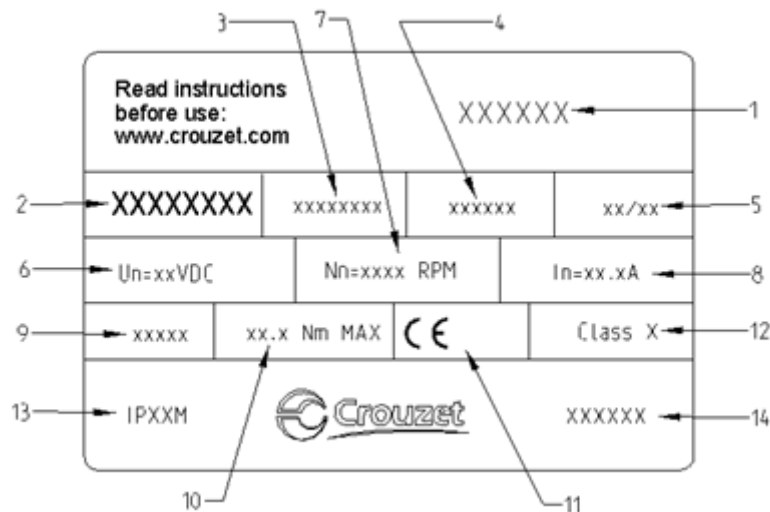 3 7 4
Read instructions
before use:
www.crouzet.com
XXXXXX 1
2 XXXXXXXX xxxxxxxx xxxxxx xx/xx 5
6 Un=xxVDC Nn=xxxx RPM In=xx.xA 8
9 xxxxx xx.x Nm MAX CE Class X 12
13 IPXXM Crouzet XXXXXX 14
10 11